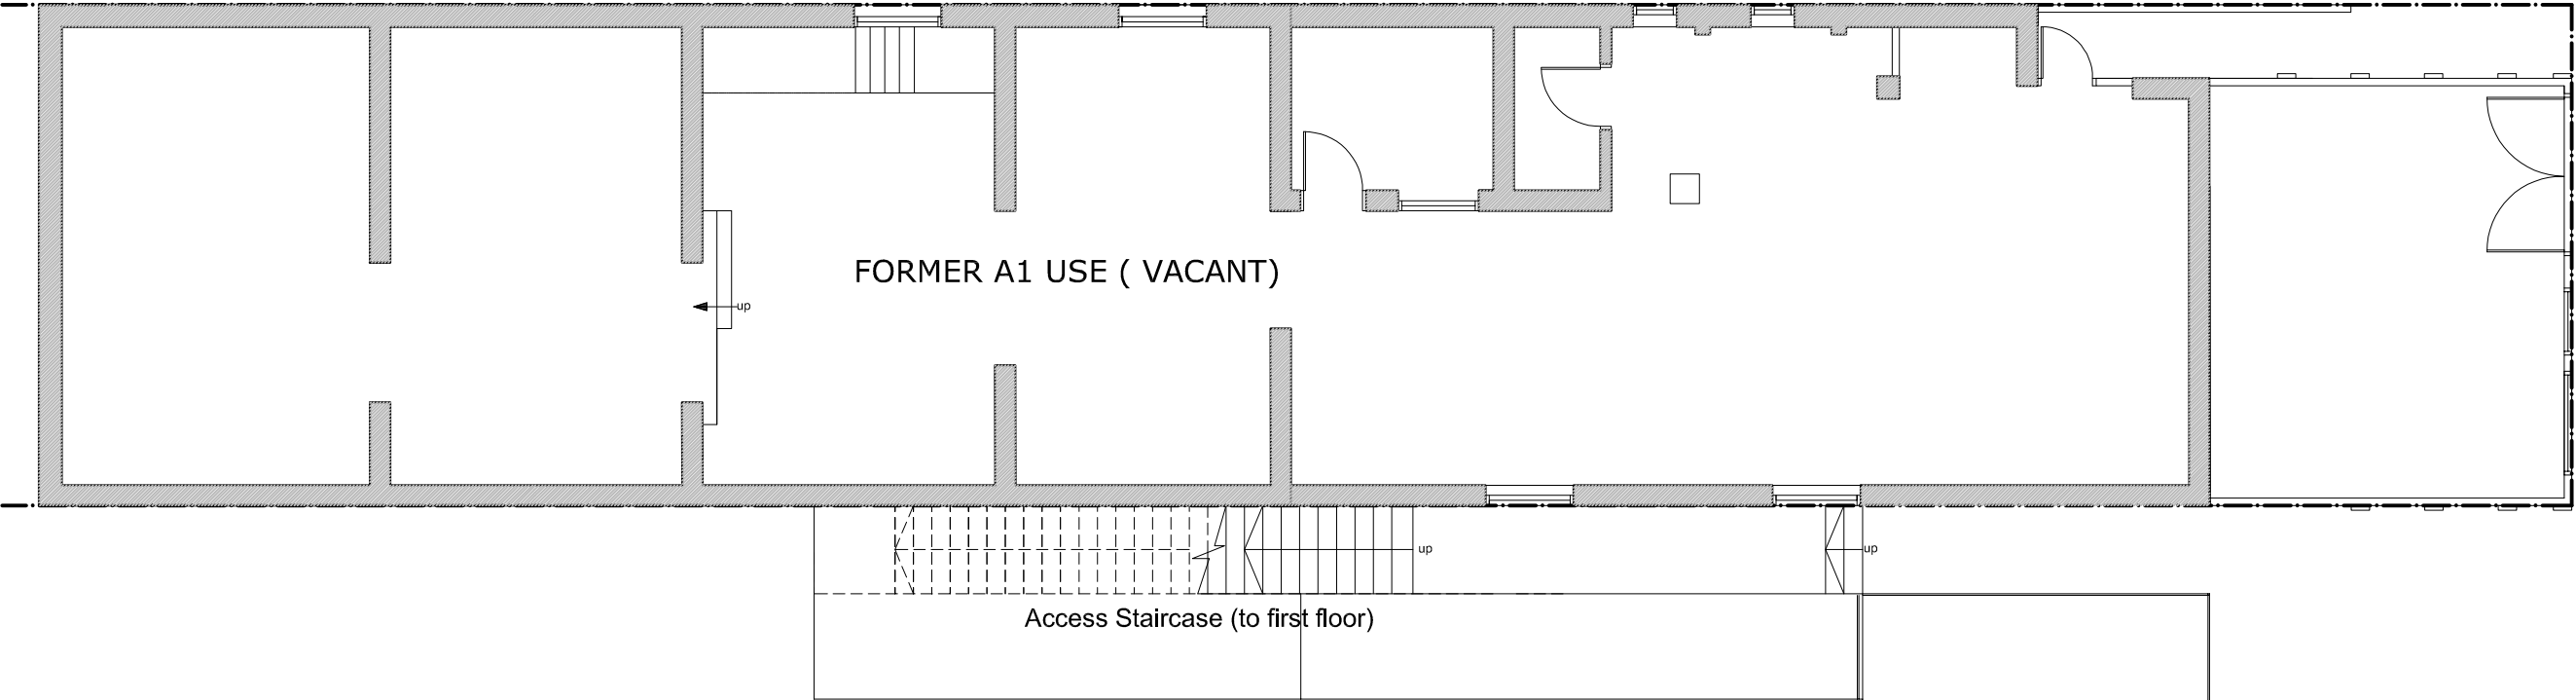 FORMER A1 USE ( VACANT)
up
up
up
Access Staircase (to first floor)